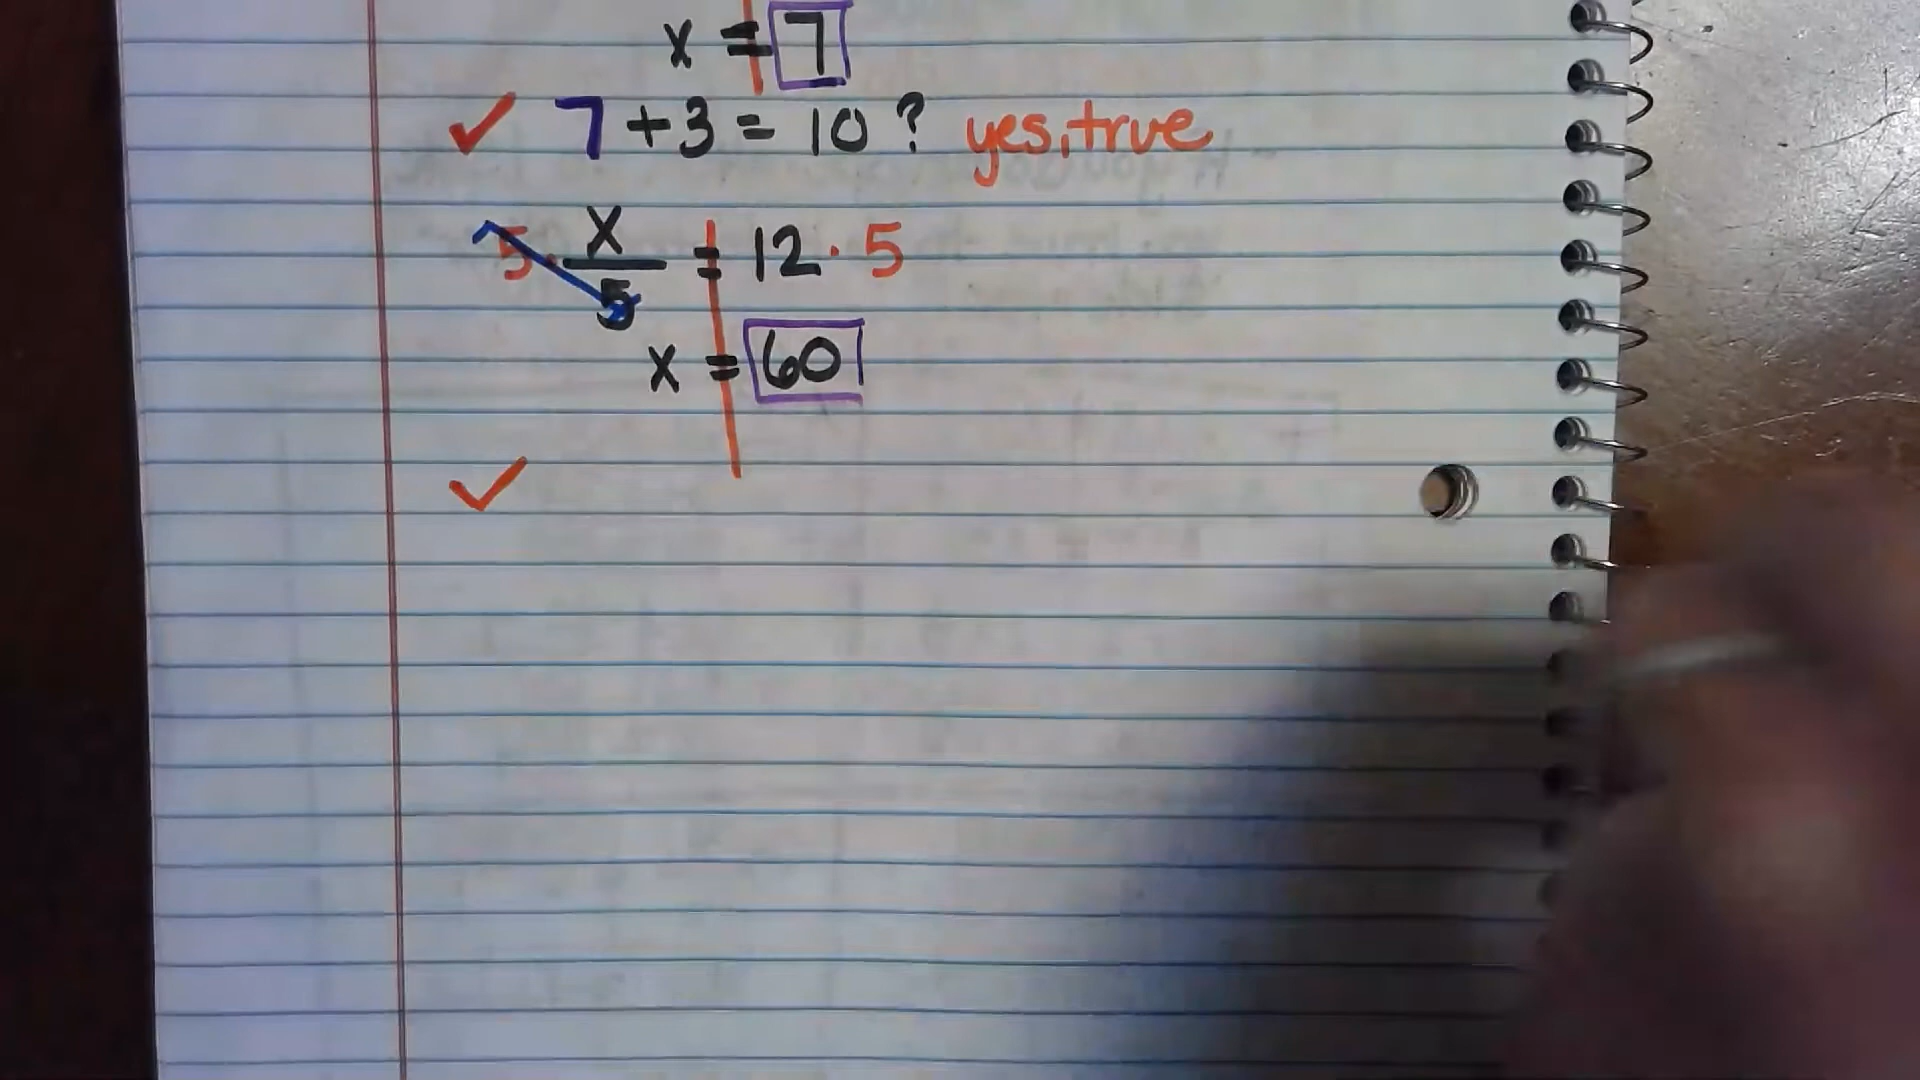 x = 7
✓ 7 + 3 = 10 ? yes, true
5 · x/5 = 12 · 5
x = 60
✓